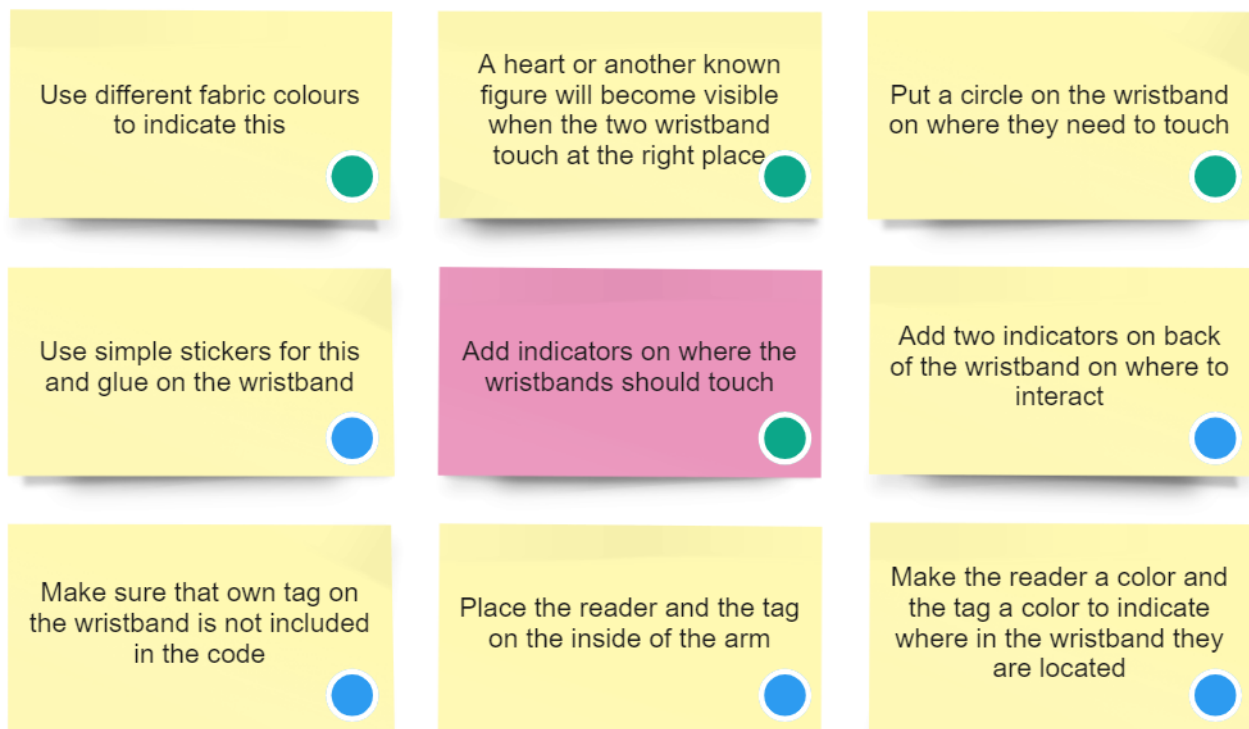 Use different fabric colours
to indicate this
A heart or another known
figure will become visible
when the two wristband
touch at the right place
Put a circle on the wristband
on where they need to touch
Use simple stickers for this
and glue on the wristband
Add indicators on where the
wristbands should touch
Add two indicators on back
of the wristband on where to
interact
Make sure that own tag on
the wristband is not included
in the code
Place the reader and the tag
on the inside of the arm
Make the reader a color and
the tag a color to indicate
where in the wristband they
are located